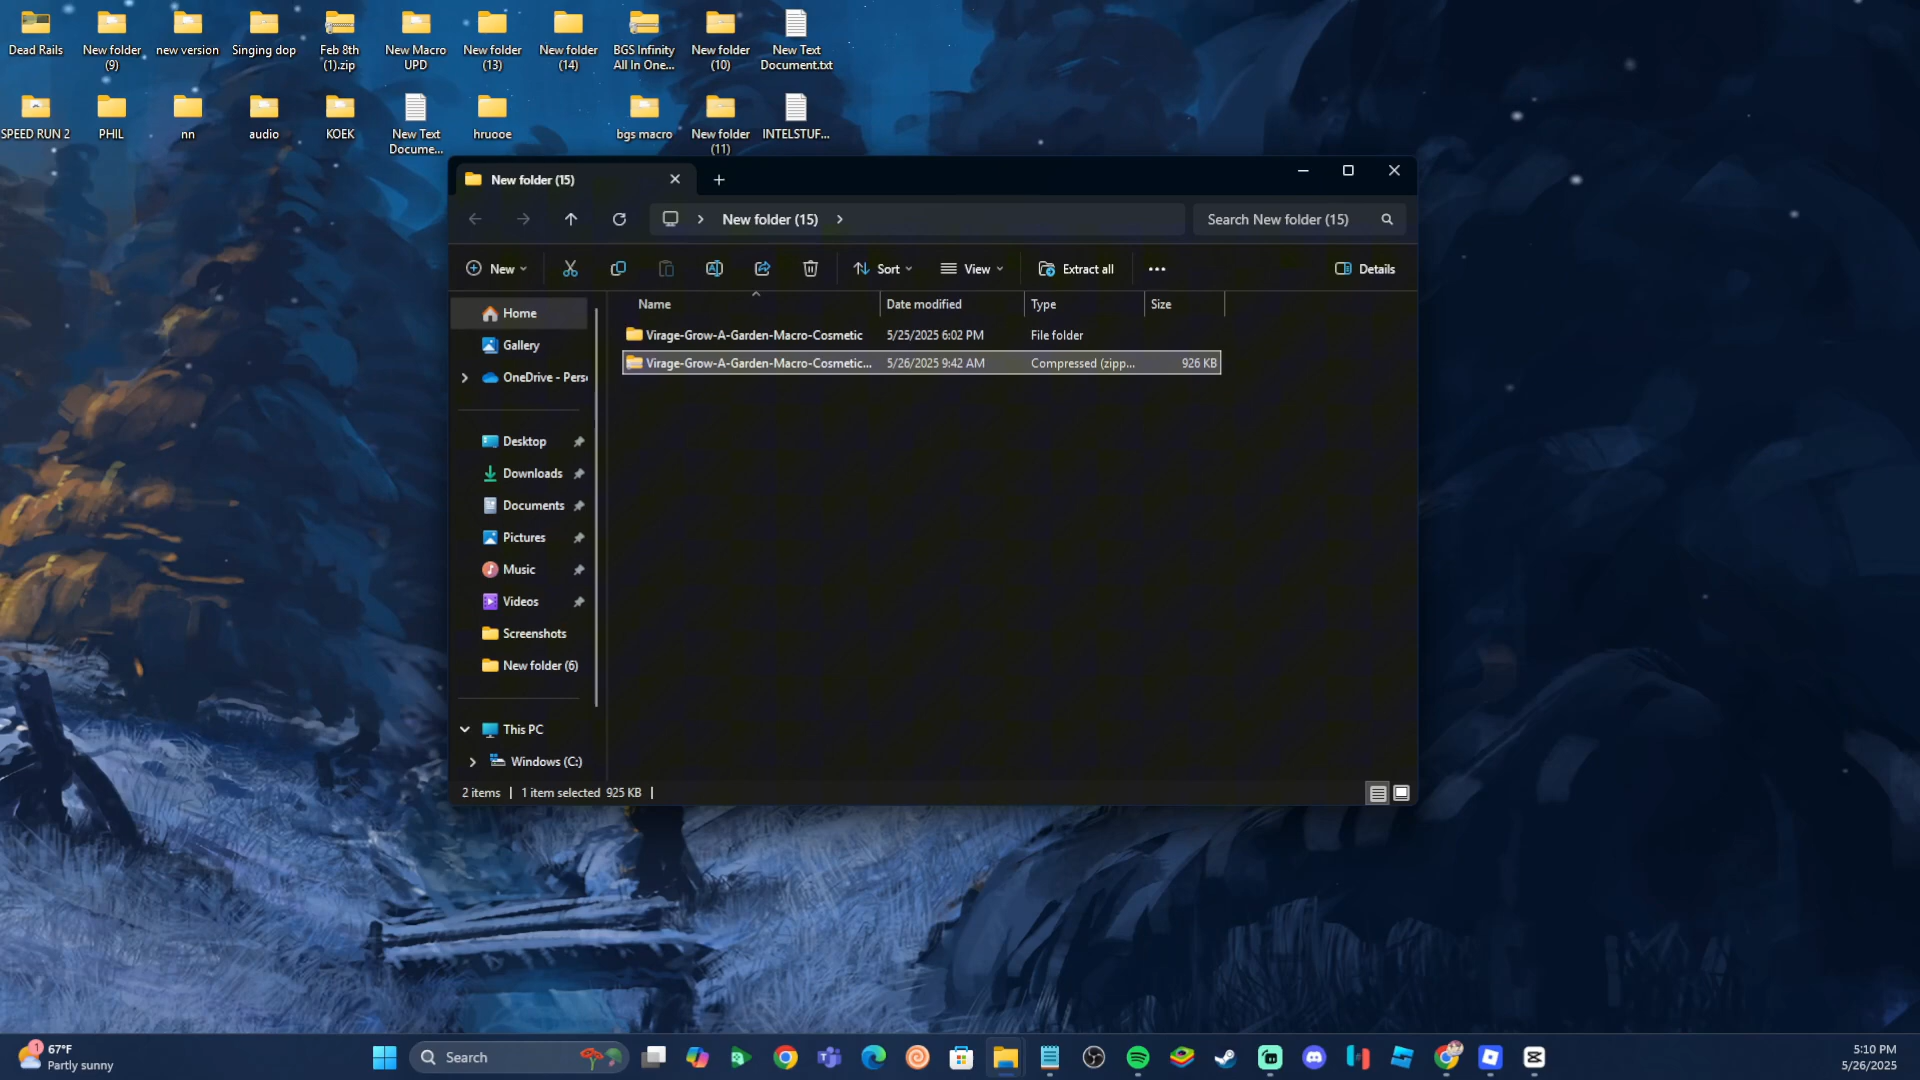 Dead Rails
New folder
(9)
new version
Singing dop
Feb 8th
(1).zip
New Macro
UPD
New folder
(13)
New folder
(14)
BGS Infinity
All In One...
New folder
(10)
New Text
Document.txt
SPEED RUN 2
PHIL
nn
audio
KOEK
New Text
Docume...
hruooe
bgs macro
New folder
(11)
INTELSTUF...
New folder (15)
New folder (15)
Search New folder (15)
New
Sort
View
Extract all
Details
Name
Date modified
Type
Size
Home
Gallery
OneDrive - Pers
Desktop
Downloads
Documents
Pictures
Music
Videos
Screenshots
New folder (6)
This PC
Windows (C:)
Virage-Grow-A-Garden-Macro-Cosmetic 5/25/2025 6:02 PM File folder
Virage-Grow-A-Garden-Macro-Cosmetic... 5/26/2025 9:42 AM Compressed (zipp... 926 KB
2 items 1 item selected 925 KB
1
67°F
Partly sunny
Search
5:10 PM
5/26/2025